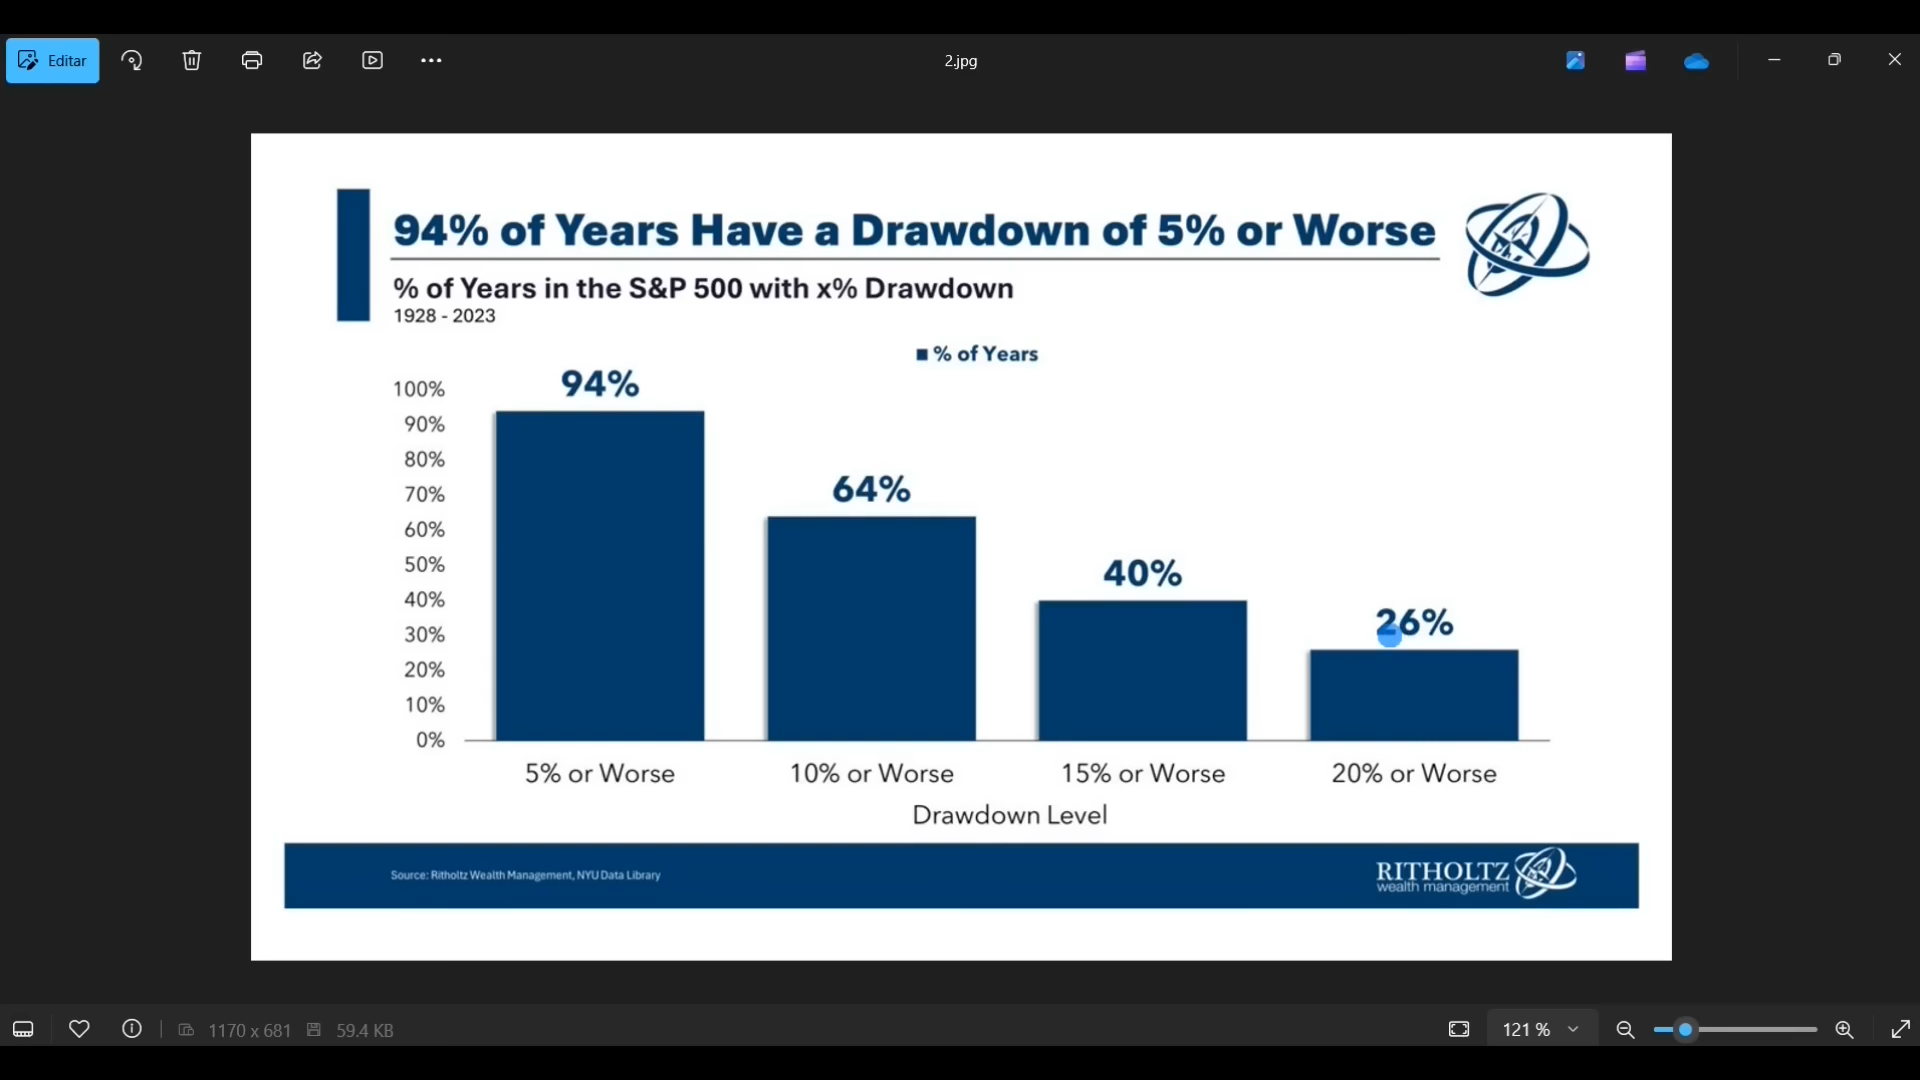 Editar
2.jpg
94% of Years Have a Drawdown of 5% or Worse
% of Years in the S&P 500 with x% Drawdown
1928 - 2023
% of Years
100%
90%
80%
70%
60%
50%
40%
30%
20%
10%
0%
94%
64%
40%
26%
5% or Worse
10% or Worse
15% or Worse
20% or Worse
Drawdown Level
Source: Ritholtz Wealth Management, NYU Data Library
RITHOLTZ
wealth management
1170 x 681
59.4 KB
121 %